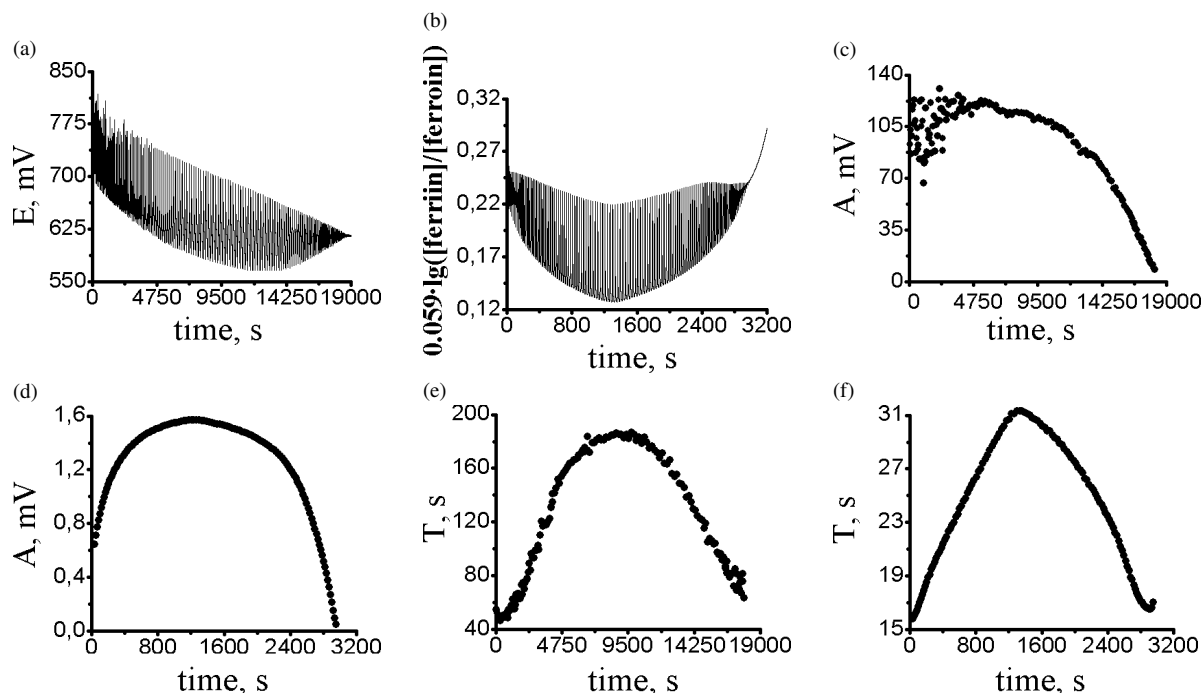 (a)
850
775
700
625
550
E, mV
0 4750 9500 14250 19000
time, s
(b)
0,32
0,27
0,22
0,17
0,12
0.059·lg([ferriin]/[ferroin])
0 800 1600 2400 3200
time, s
(c)
140
105
70
35
0
A, mV
0 4750 9500 14250 19000
time, s
(d)
1,6
1,2
0,8
0,4
0,0
A, mV
0 800 1600 2400 3200
time, s
(e)
200
160
120
80
40
T, s
0 4750 9500 14250 19000
time, s
(f)
31
27
23
19
15
T, s
0 800 1600 2400 3200
time, s